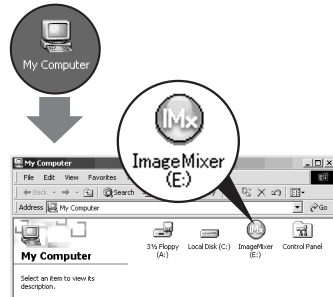 My Computer
IMx
ImageMixer
(E:)
My Computer
File Edit View Favorites
Back Search
Address My Computer Go
3½ Floppy
(A:)
Local Disk (C:)
ImageMixer
(E:)
Control Panel
My Computer
Select an item to view its
description.